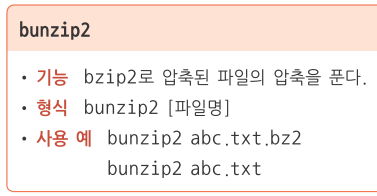 bunzip2
• 기능 bzip2로 압축된 파일의 압축을 푼다.
• 형식 bunzip2 [파일명]
• 사용 예 bunzip2 abc.txt.bz2
bunzip2 abc.txt